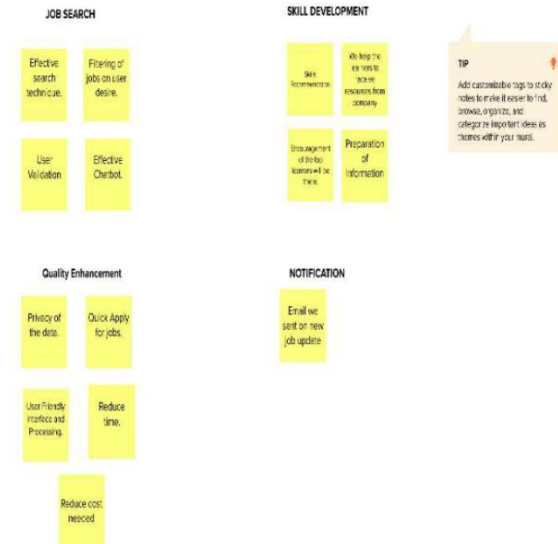 JOB SEARCH
Effective
search
technique.
Filtering of
jobs on user
desire.
User
Validation
Effective
Chatbot.
SKILL DEVELOPMENT
Skill
Recommendation
We help the
learners to
receive
resources from
company
Encouragement
of the top
learners will be
there.
Preparation
of
Information
TIP
Add customizable tags to sticky
notes to make it easier to find,
browse, organize, and
categorize important ideas as
themes within your mural.
Quality Enhancement
Privacy of
the data.
Quick Apply
for jobs.
User Friendly
Interface and
Processing.
Reduce
time.
Reduce cost
needed
NOTIFICATION
Email we
sent on new
job update